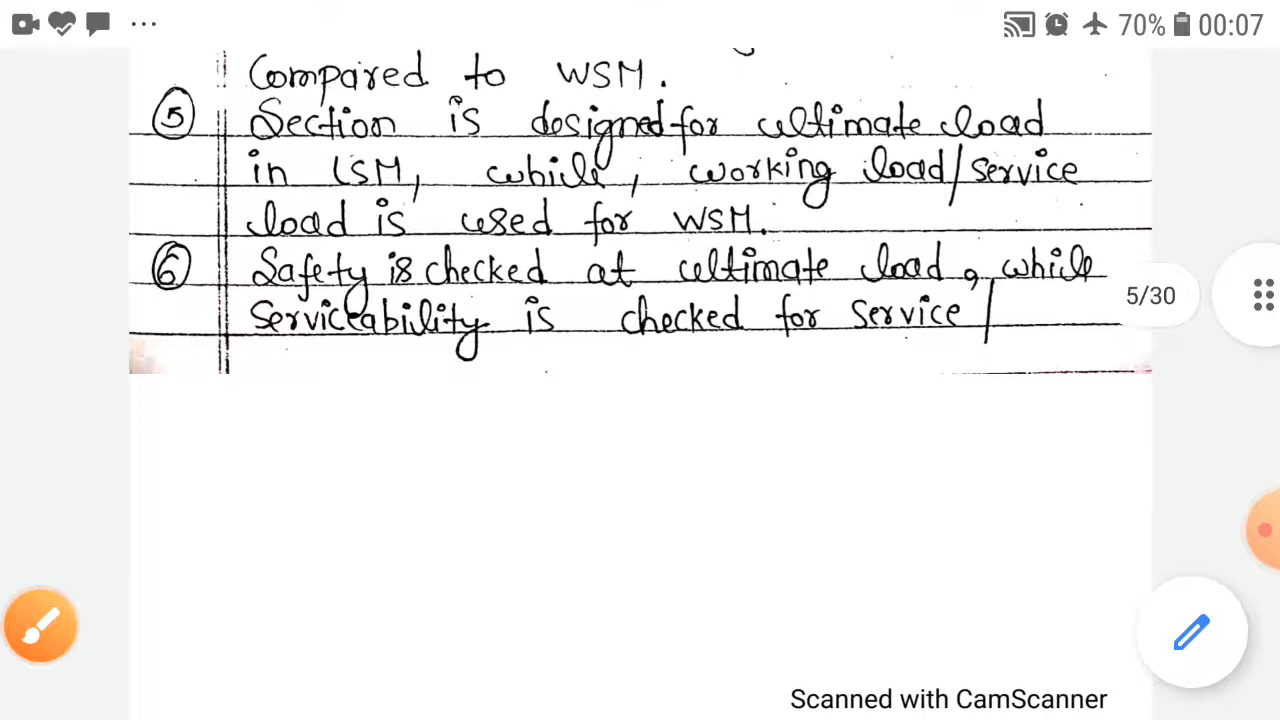 70% 00:07
Compared to WSM.
⑤ Section is designed for ultimate load
in LSM, while, working load/service
load is used for WSM.
⑥ Safety is checked at ultimate load, while
Serviceability is checked for Service/
5/30
Scanned with CamScanner